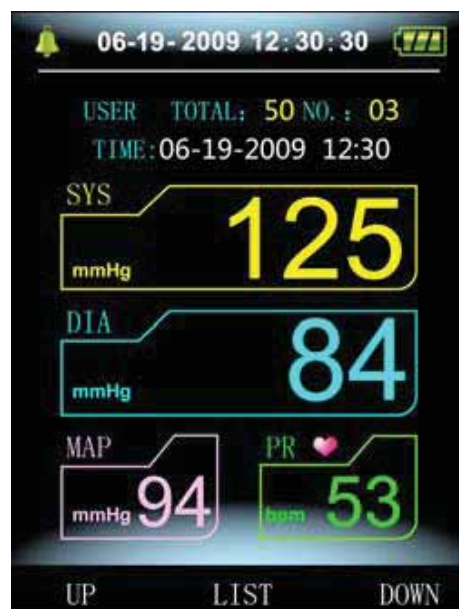 06-19-2009 12:30:30
USER TOTAL: 50 NO.: 03
TIME:06-19-2009 12:30
SYS
125
mmHg
DIA
84
mmHg
MAP
mmHg 94
PR
bpm 53
UP LIST DOWN